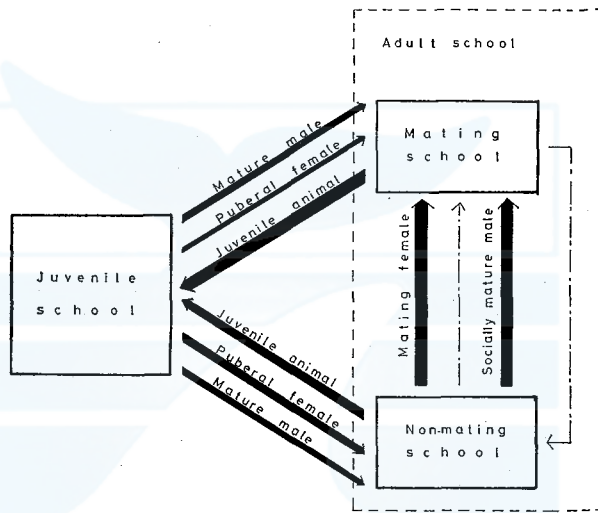 Adult school
Mating
school
Mature male
Puberal female
Juvenile animal
Juvenile
school
Mating female
Socially mature male
Juvenile animal
Puberal female
Mature male
Non-mating
school